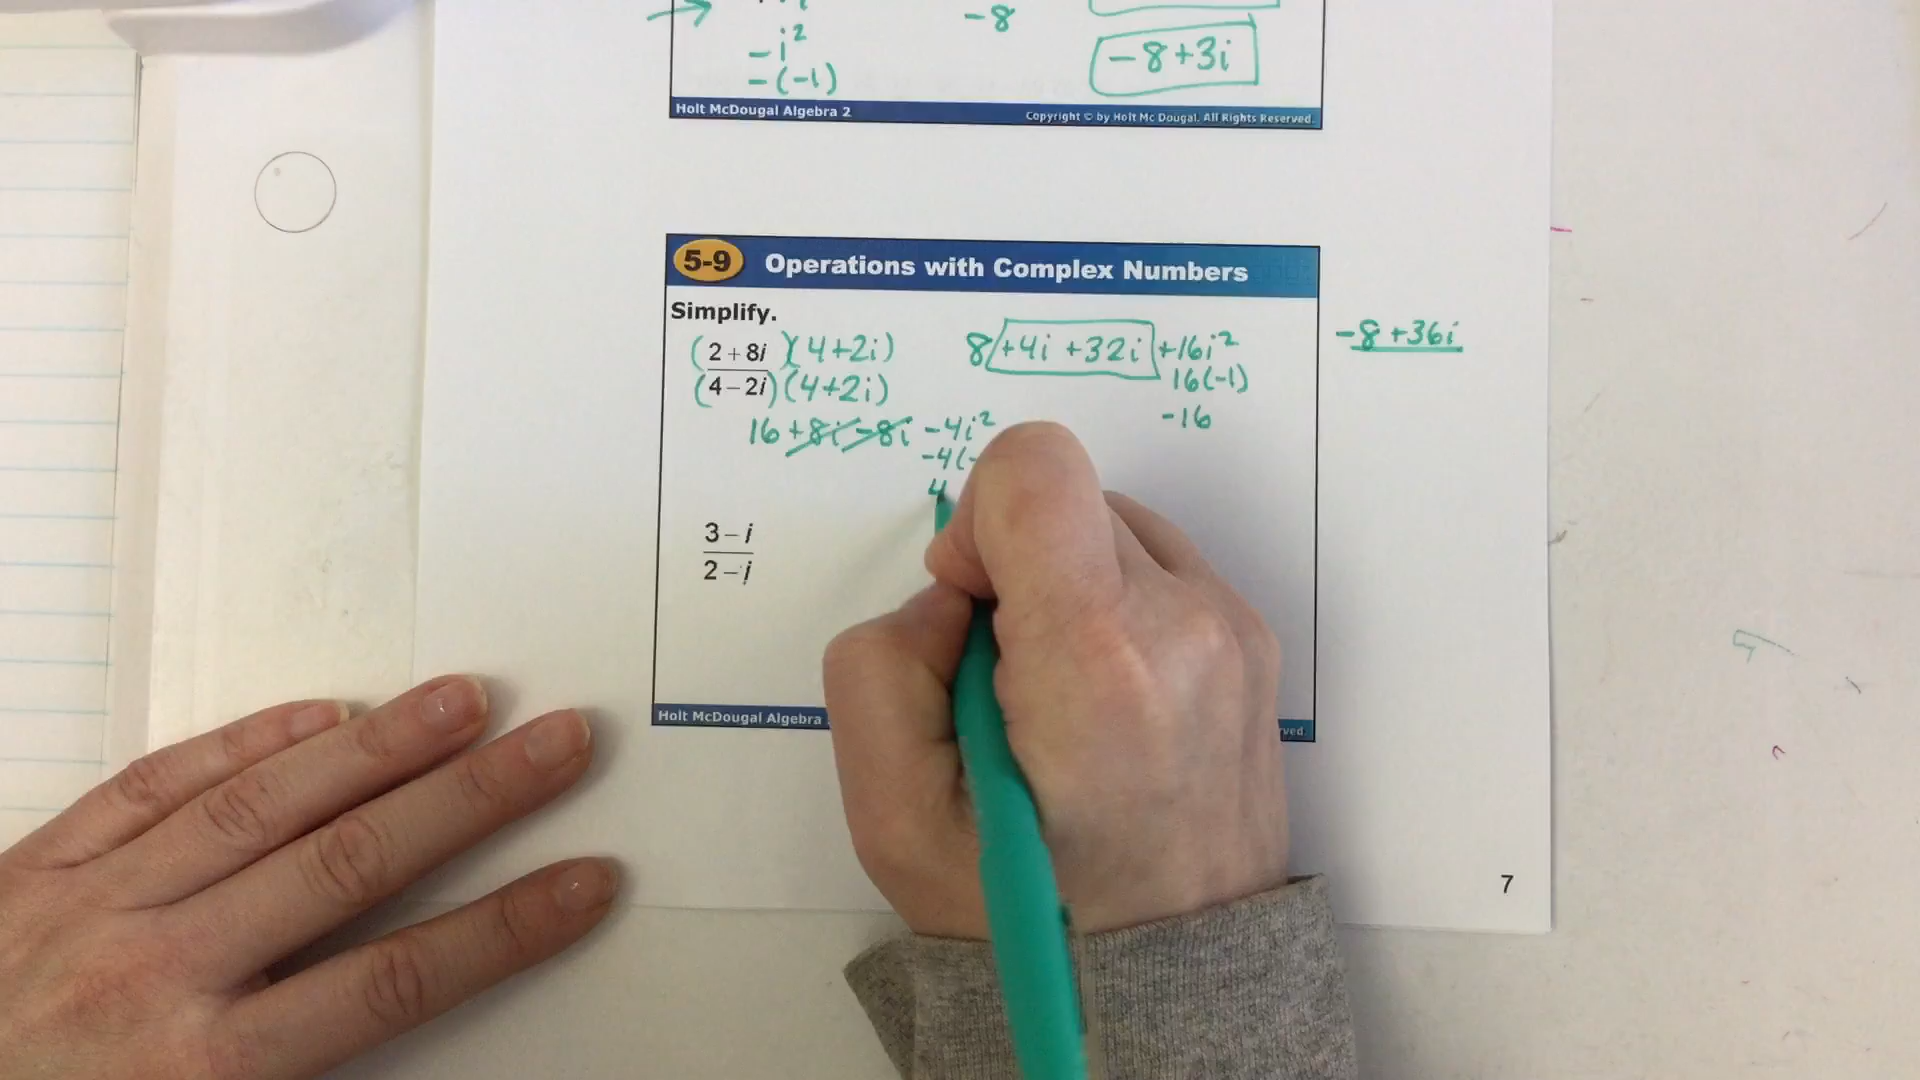 -8
-i²
-(-1)
-8+3i
Holt McDougal Algebra 2
Copyright © by Holt Mc Dougal. All Rights Reserved.
5-9 Operations with Complex Numbers
Simplify.
(2+8i)(4+2i)
(4-2i)(4+2i)
8+4i+32i+16i²
16(-1)
-16
-8+36i
16+8i-8i-4i²
-4(-
4
3-i
2-i
Holt McDougal Algebra
7